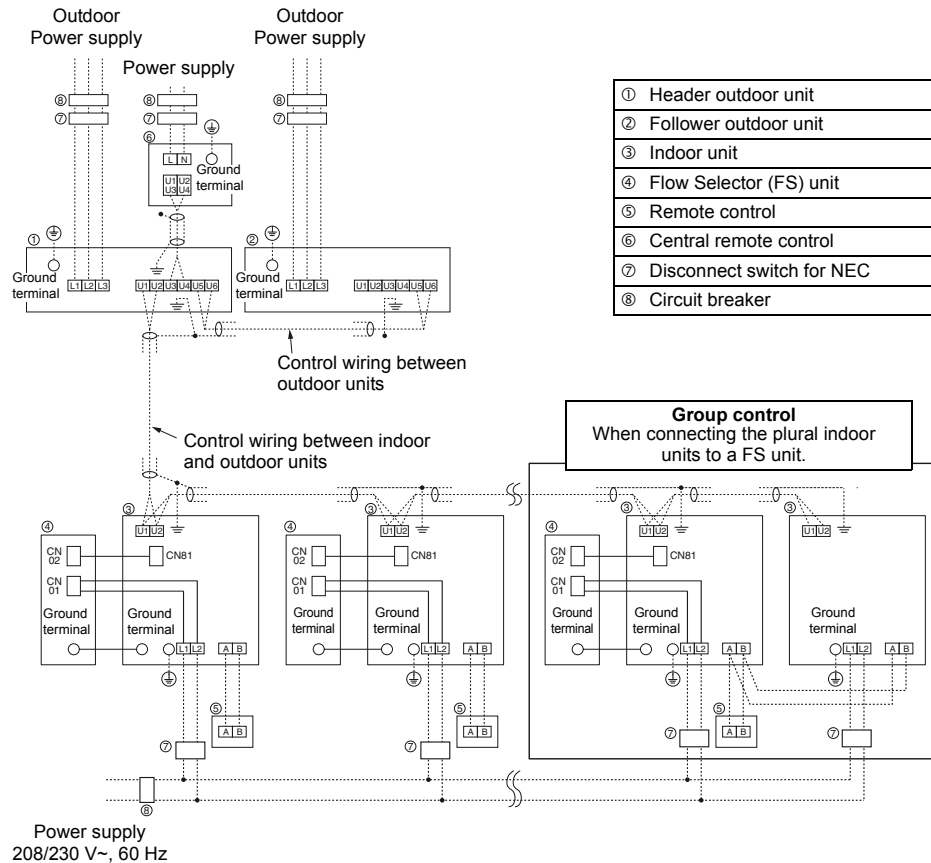 Outdoor
Power supply
Power supply
Outdoor
Power supply
⑧
⑦
⑧
⑦
⑧
⑦
⑥
L N
Ground
terminal
U1 U2
U3 U4
① Header outdoor unit
② Follower outdoor unit
③ Indoor unit
④ Flow Selector (FS) unit
⑤ Remote control
⑥ Central remote control
⑦ Disconnect switch for NEC
⑧ Circuit breaker
①
Ground
terminal
L1 L2 L3
U1 U2 U3 U4 U5 U6
②
Ground
terminal
L1 L2 L3
U1 U2 U3 U4 U5 U6
Control wiring between
outdoor units
Control wiring between indoor
and outdoor units
Group control
When connecting the plural indoor
units to a FS unit.
④
CN
02
CN
01
Ground
terminal
③
U1 U2
CN81
Ground
terminal
L1 L2
A B
⑤
A B
⑦
④
CN
02
CN
01
Ground
terminal
③
U1 U2
CN81
Ground
terminal
L1 L2
A B
⑤
A B
⑦
④
CN
02
CN
01
Ground
terminal
③
U1 U2
CN81
Ground
terminal
L1 L2
A B
⑤
A B
⑦
③
U1 U2
Ground
terminal
L1 L2
A B
⑦
⑧
Power supply
208/230 V~, 60 Hz